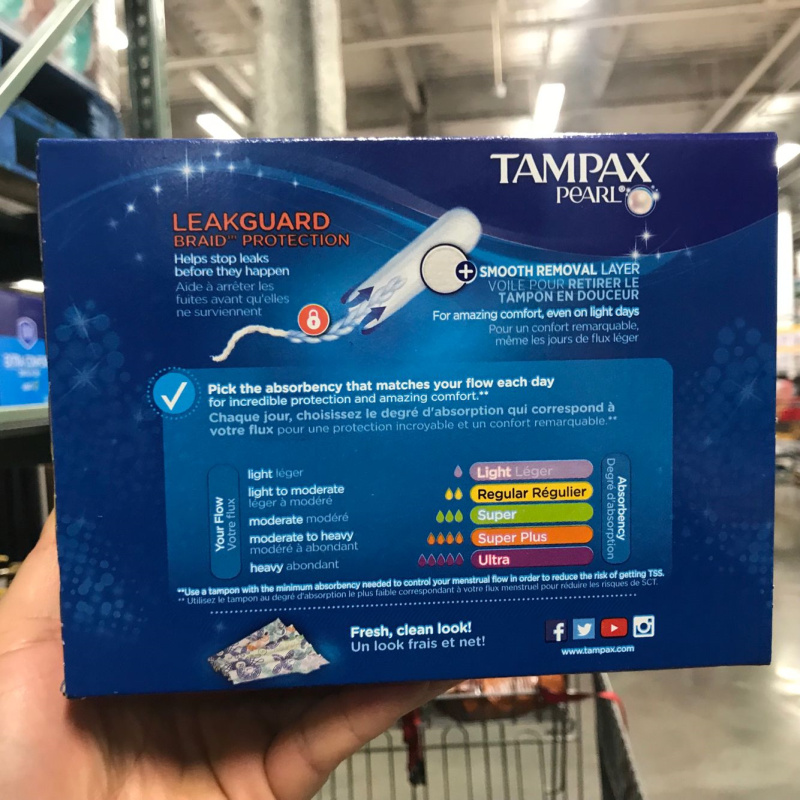 TAMPAX
PEARL®
LEAKGUARD
BRAID™ PROTECTION
Helps stop leaks
before they happen
Aide à arrêter les
fuites avant qu'elles
ne surviennent
+ SMOOTH REMOVAL LAYER
VOILE POUR RETIRER LE
TAMPON EN DOUCEUR
For amazing comfort, even on light days
Pour un confort remarquable,
même les jours de flux léger
Pick the absorbency that matches your flow each day
for incredible protection and amazing comfort.**
Chaque jour, choisissez le degré d'absorption qui correspond à
votre flux pour une protection incroyable et un confort remarquable.**
Your Flow
Votre flux
light léger
light to moderate
léger à modéré
moderate modéré
moderate to heavy
modéré à abondant
heavy abondant
Light Léger
Regular Régulier
Super
Super Plus
Ultra
Absorbency
Degré d'absorption
**Use a tampon with the minimum absorbency needed to control your menstrual flow in order to reduce the risk of getting TSS.
** Utilisez le tampon au degré d'absorption le plus faible correspondant à votre flux menstruel pour réduire les risques de SCT.
Fresh, clean look!
Un look frais et net!
www.tampax.com